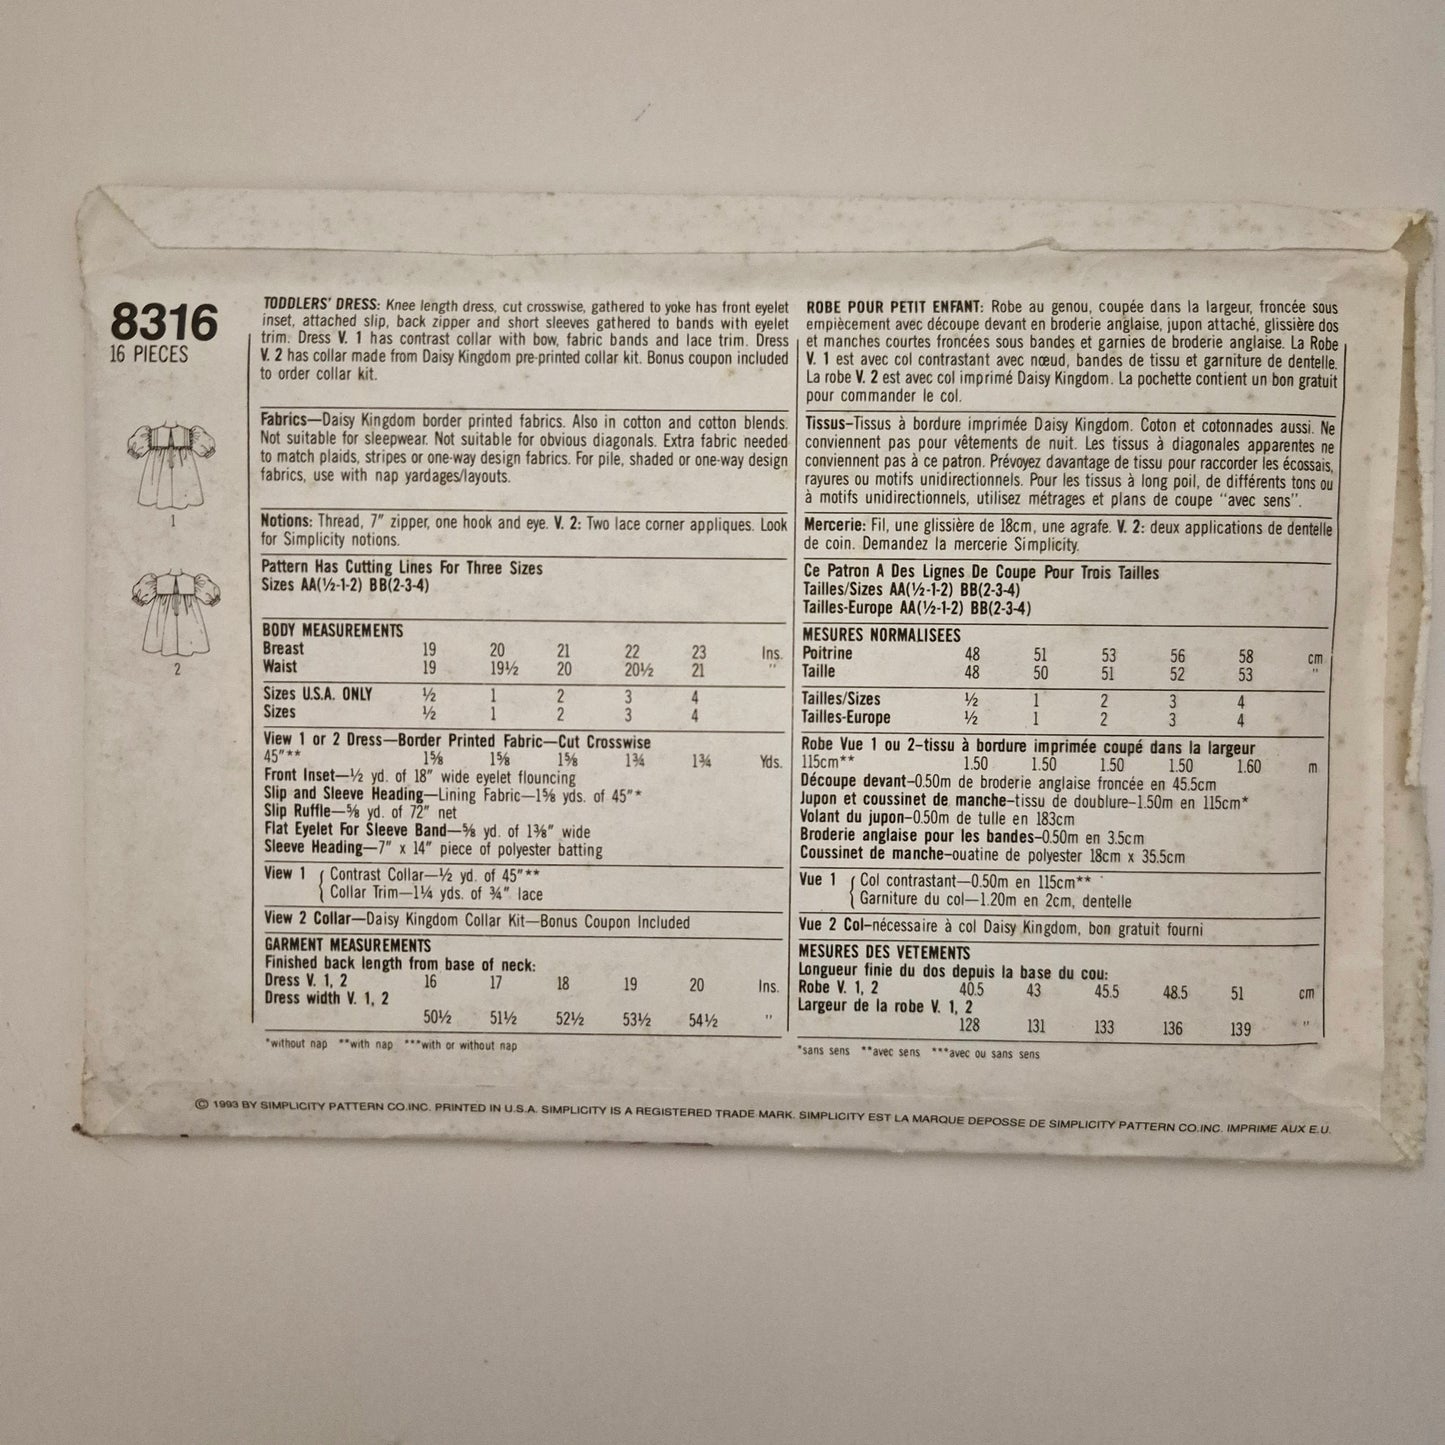 8316
16 PIECES
1
2
TODDLERS' DRESS: Knee length dress, cut crosswise, gathered to yoke has front eyelet
inset, attached slip, back zipper and short sleeves gathered to bands with eyelet
trim. Dress V. 1 has contrast collar with bow, fabric bands and lace trim. Dress
V. 2 has collar made from Daisy Kingdom pre-printed collar kit. Bonus coupon included
to order collar kit.
Fabrics—Daisy Kingdom border printed fabrics. Also in cotton and cotton blends.
Not suitable for sleepwear. Not suitable for obvious diagonals. Extra fabric needed
to match plaids, stripes or one-way design fabrics. For pile, shaded or one-way design
fabrics, use with nap yardages/layouts.
Notions: Thread, 7" zipper, one hook and eye. V. 2: Two lace corner appliques. Look
for Simplicity notions.
Pattern Has Cutting Lines For Three Sizes
Sizes AA(½-1-2) BB(2-3-4)
BODY MEASUREMENTS
Breast 19 20 21 22 23 Ins.
Waist 19 19½ 20 20½ 21 "
Sizes U.S.A. ONLY ½ 1 2 3 4
Sizes ½ 1 2 3 4
View 1 or 2 Dress—Border Printed Fabric—Cut Crosswise
45"** 1⅝ 1⅝ 1⅝ 1¾ 1¾ Yds.
Front Inset—½ yd. of 18" wide eyelet flouncing
Slip and Sleeve Heading—Lining Fabric—1⅝ yds. of 45"*
Slip Ruffle—⅝ yd. of 72" net
Flat Eyelet For Sleeve Band—⅝ yd. of 1⅜" wide
Sleeve Heading—7" x 14" piece of polyester batting
View 1 { Contrast Collar—½ yd. of 45"**
{ Collar Trim—1¼ yds. of ¾" lace
View 2 Collar—Daisy Kingdom Collar Kit—Bonus Coupon Included
GARMENT MEASUREMENTS
Finished back length from base of neck:
Dress V. 1, 2 16 17 18 19 20 Ins.
Dress width V. 1, 2
50½ 51½ 52½ 53½ 54½ "
*without nap **with nap ***with or without nap
ROBE POUR PETIT ENFANT: Robe au genou, coupée dans la largeur, froncée sous
empiècement avec découpe devant en broderie anglaise, jupon attaché, glissière dos
et manches courtes froncées sous bandes et garnies de broderie anglaise. La Robe
V. 1 est avec col contrastant avec nœud, bandes de tissu et garniture de dentelle.
La robe V. 2 est avec col imprimé Daisy Kingdom. La pochette contient un bon gratuit
pour commander le col.
Tissus–Tissus à bordure imprimée Daisy Kingdom. Coton et cotonnades aussi. Ne
conviennent pas pour vêtements de nuit. Les tissus à diagonales apparentes ne
conviennent pas à ce patron. Prévoyez davantage de tissu pour raccorder les écossais,
rayures ou motifs unidirectionnels. Pour les tissus à long poil, de différents tons ou
à motifs unidirectionnels, utilisez métrages et plans de coupe "avec sens".
Mercerie: Fil, une glissière de 18cm, une agrafe. V. 2: deux applications de dentelle
de coin. Demandez la mercerie Simplicity.
Ce Patron A Des Lignes De Coupe Pour Trois Tailles
Tailles/Sizes AA(½-1-2) BB(2-3-4)
Tailles-Europe AA(½-1-2) BB(2-3-4)
MESURES NORMALISEES
Poitrine 48 51 53 56 58 cm
Taille 48 50 51 52 53 "
Tailles/Sizes ½ 1 2 3 4
Tailles-Europe ½ 1 2 3 4
Robe Vue 1 ou 2–tissu à bordure imprimée coupé dans la largeur
115cm** 1.50 1.50 1.50 1.50 1.60 m
Découpe devant–0.50m de broderie anglaise froncée en 45.5cm
Jupon et coussinet de manche–tissu de doublure–1.50m en 115cm*
Volant du jupon–0.50m de tulle en 183cm
Broderie anglaise pour les bandes–0.50m en 3.5cm
Coussinet de manche–ouatine de polyester 18cm x 35.5cm
Vue 1 { Col contrastant—0.50m en 115cm**
{ Garniture du col—1.20m en 2cm, dentelle
Vue 2 Col–nécessaire à col Daisy Kingdom, bon gratuit fourni
MESURES DES VETEMENTS
Longueur finie du dos depuis la base du cou:
Robe V. 1, 2 40.5 43 45.5 48.5 51 cm
Largeur de la robe V. 1, 2
128 131 133 136 139 "
*sans sens **avec sens ***avec ou sans sens
© 1993 BY SIMPLICITY PATTERN CO.INC. PRINTED IN U.S.A. SIMPLICITY IS A REGISTERED TRADE MARK. SIMPLICITY EST LA MARQUE DEPOSSE DE SIMPLICITY PATTERN CO.INC. IMPRIME AUX E.U.